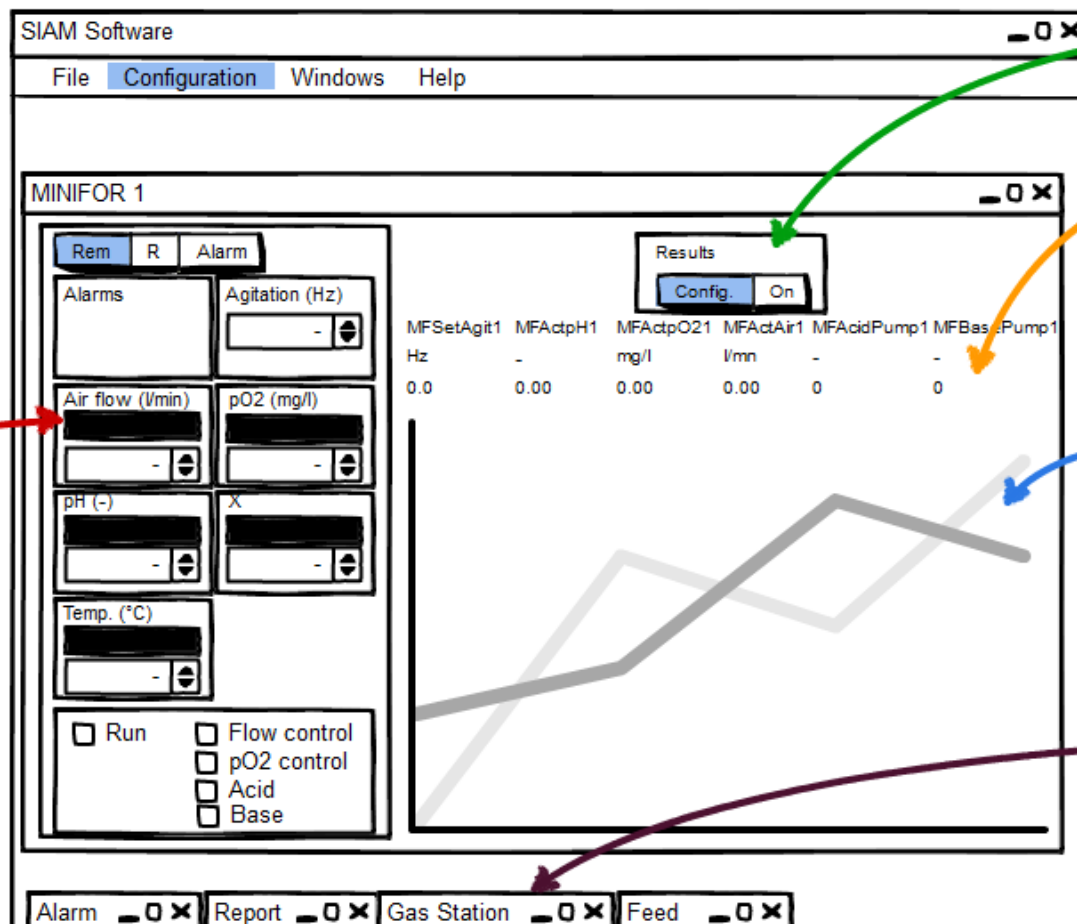 SIAM Software
File Configuration Windows Help
MINIFOR 1
Rem R Alarm
Alarms
Agitation (Hz)
-
Air flow (l/min)
-
pO2 (mg/l)
-
pH (-)
-
X
-
Temp. (°C)
-
Run
Flow control
pO2 control
Acid
Base
Results
Config. On
MFSetAgit1 MFActpH1 MFActpO21 MFActAir1 MFAcidPump1 MFBasePump1
Hz - mg/l l/mn - -
0.0 0.00 0.00 0.00 0 0
Alarm
Report
Gas Station
Feed